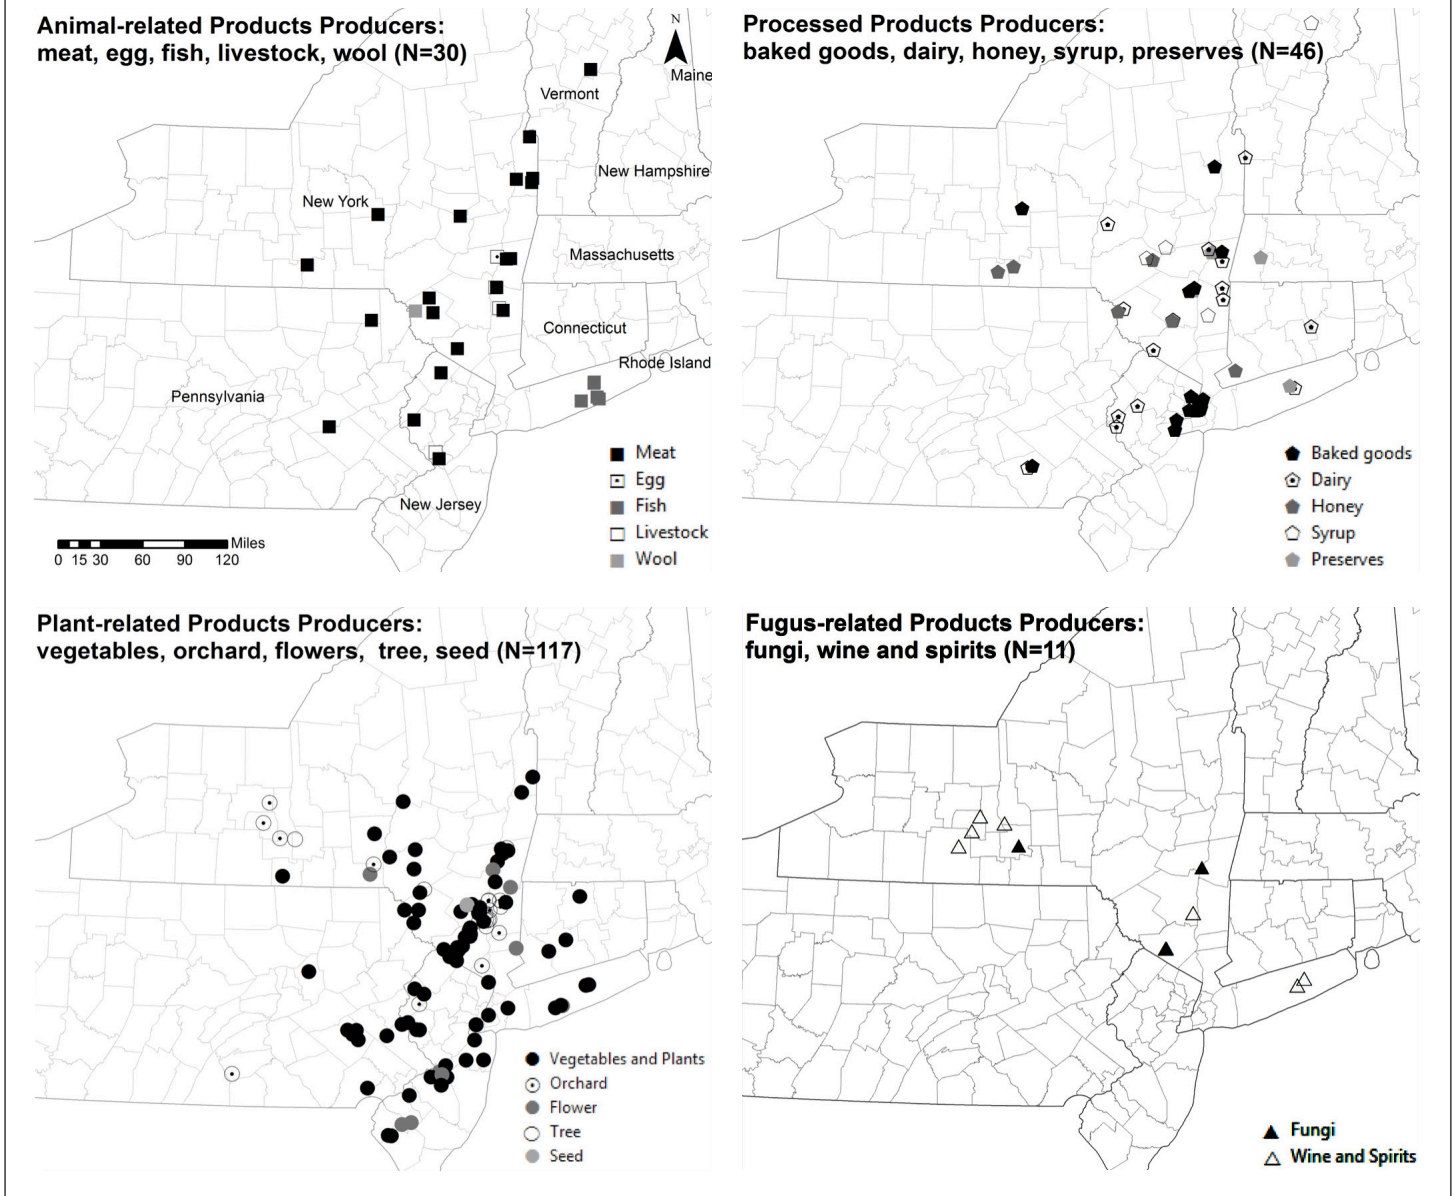 Animal-related Products Producers:
meat, egg, fish, livestock, wool (N=30)
N
Maine
Vermont
New Hampshire
New York
Massachusetts
Connecticut
Rhode Island
Pennsylvania
New Jersey
Meat
Egg
Fish
Livestock
Wool
Miles
0 15 30 60 90 120
Processed Products Producers:
baked goods, dairy, honey, syrup, preserves (N=46)
Baked goods
Dairy
Honey
Syrup
Preserves
Plant-related Products Producers:
vegetables, orchard, flowers, tree, seed (N=117)
Vegetables and Plants
Orchard
Flower
Tree
Seed
Fugus-related Products Producers:
fungi, wine and spirits (N=11)
Fungi
Wine and Spirits